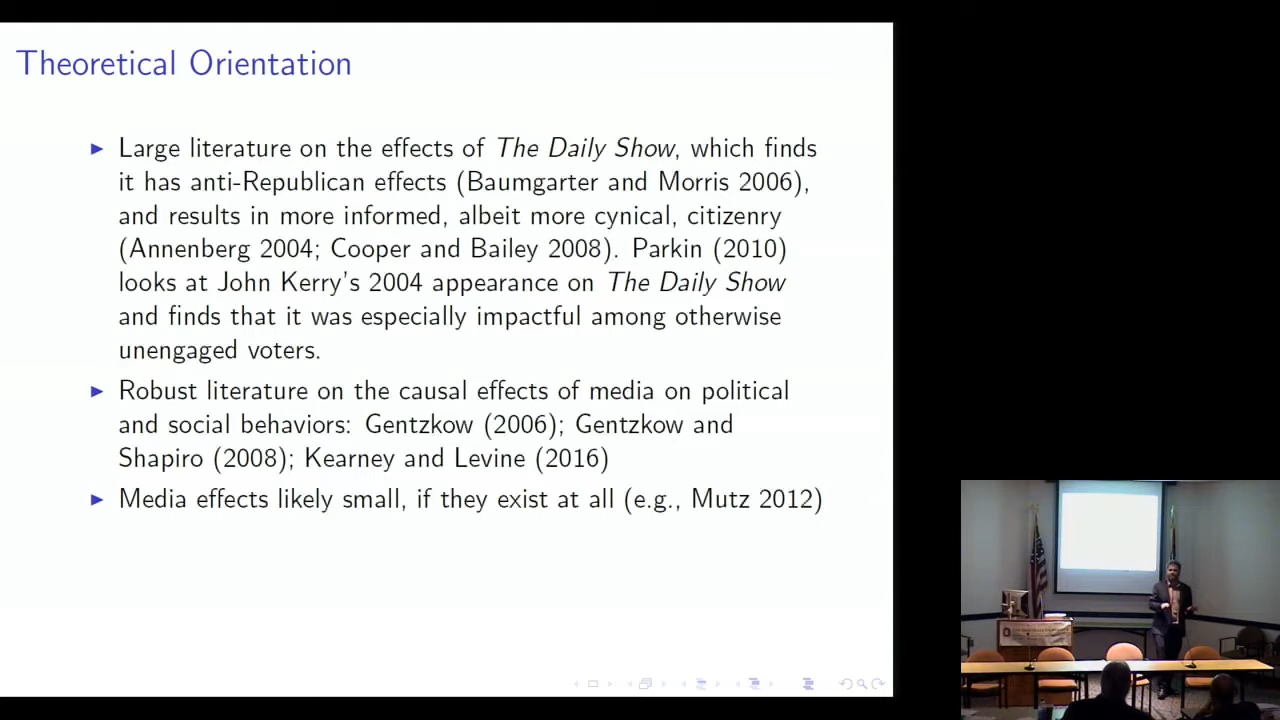 Theoretical Orientation
Large literature on the effects of The Daily Show, which finds
it has anti-Republican effects (Baumgarter and Morris 2006),
and results in more informed, albeit more cynical, citizenry
(Annenberg 2004; Cooper and Bailey 2008). Parkin (2010)
looks at John Kerry's 2004 appearance on The Daily Show
and finds that it was especially impactful among otherwise
unengaged voters.
Robust literature on the causal effects of media on political
and social behaviors: Gentzkow (2006); Gentzkow and
Shapiro (2008); Kearney and Levine (2016)
Media effects likely small, if they exist at all (e.g., Mutz 2012)